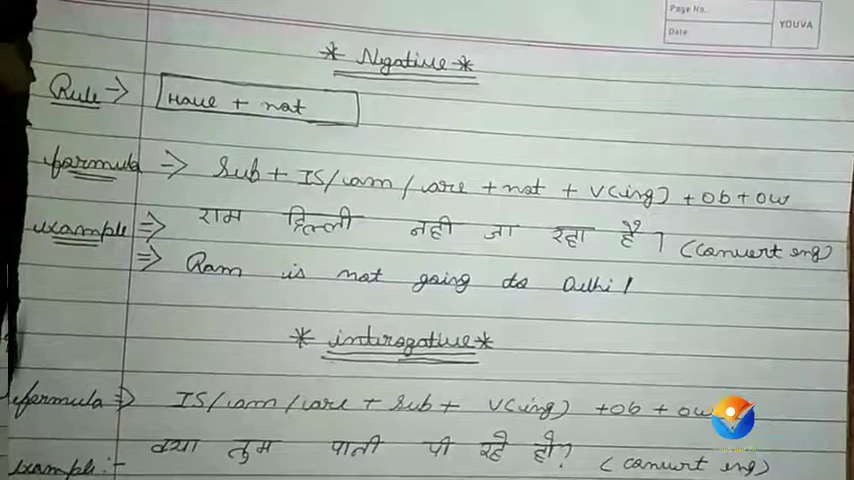 Page No.
Date
YOUVA
* Negative *
Rule → Have + not
formula ⇒ Sub + IS/am/are + not + V(ing) + Ob + ow
example ⇒ राम दिल्ली नही जा रहा है। (convert eng)
⇒ Ram is not going to Delhi।
* interogative *
formula ⇒ IS/am/are + Sub + V(ing) + Ob + ow
example :- क्या तुम पानी पी रहे हो? (convert eng)